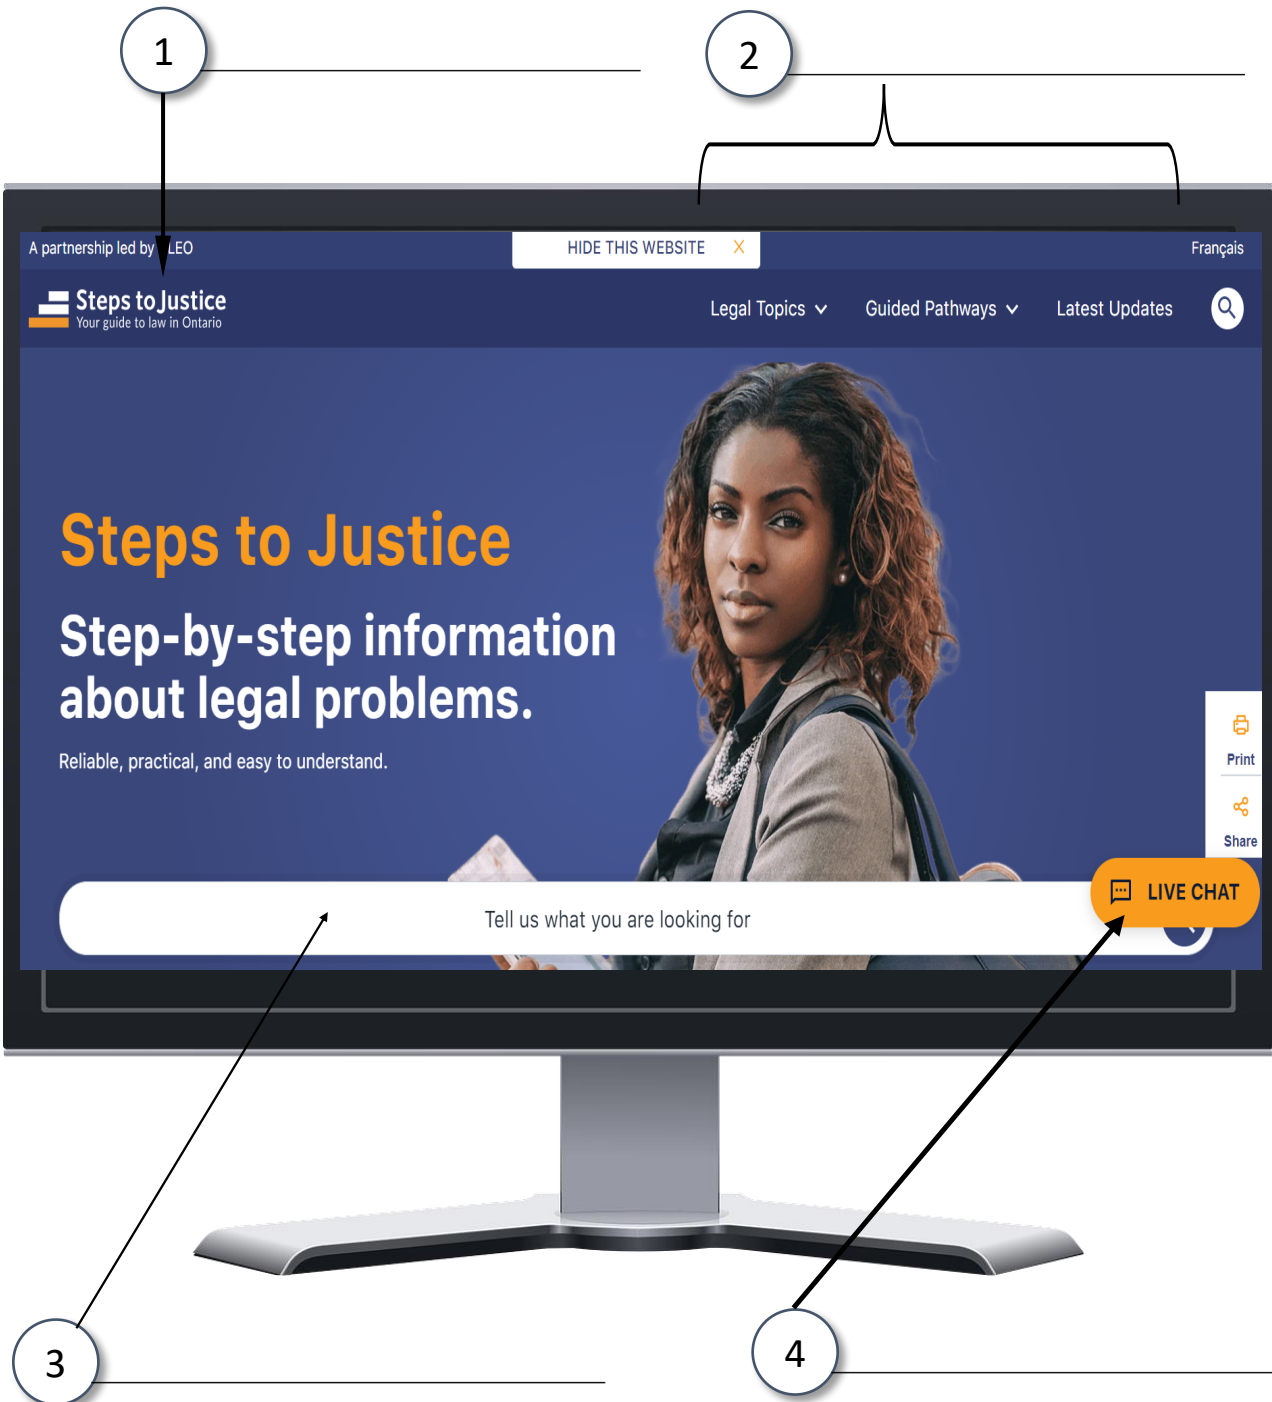 1
2
A partnership led by LEO
HIDE THIS WEBSITE X
Français
Steps to Justice
Your guide to law in Ontario
Legal Topics
Guided Pathways
Latest Updates
Steps to Justice
Step-by-step information
about legal problems.
Reliable, practical, and easy to understand.
Print
Share
LIVE CHAT
Tell us what you are looking for
3
4